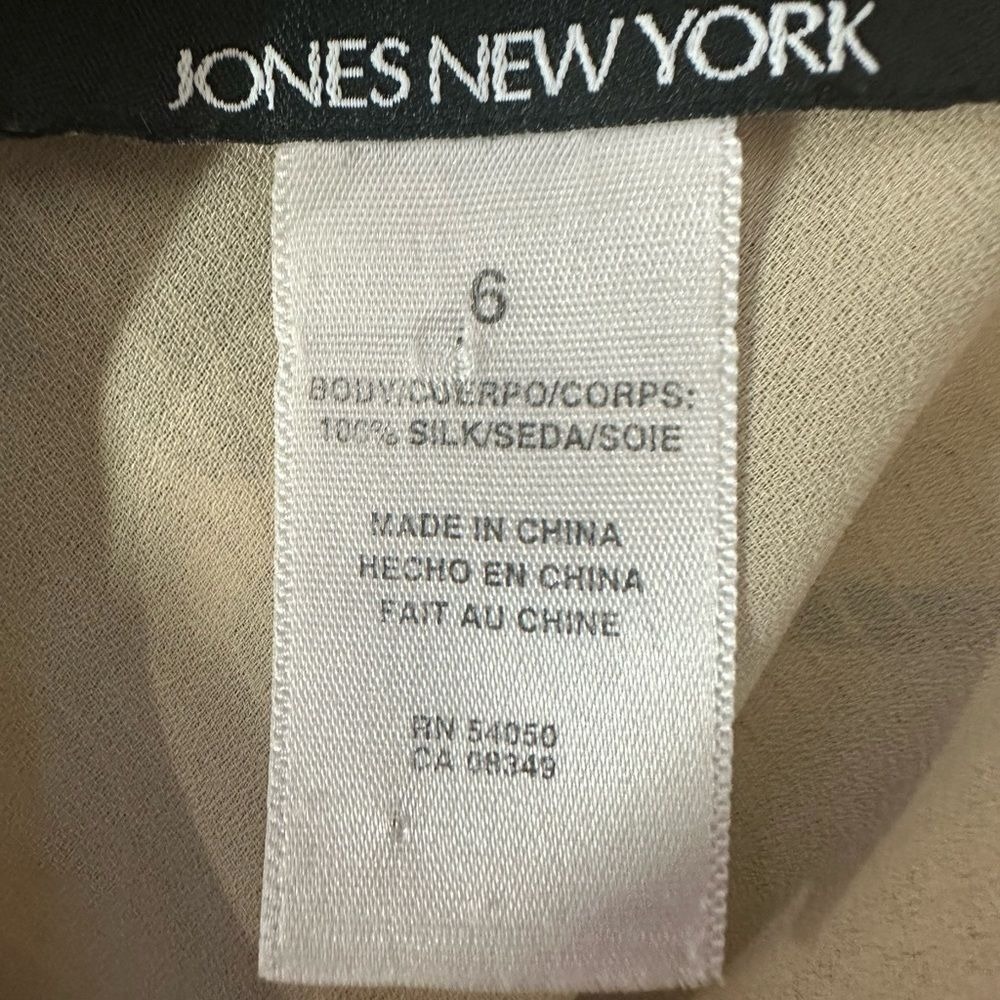 JONES NEW YORK
6
BODY/CUERPO/CORPS:
100% SILK/SEDA/SOIE
MADE IN CHINA
HECHO EN CHINA
FAIT AU CHINE
RN 54050
CA 08349